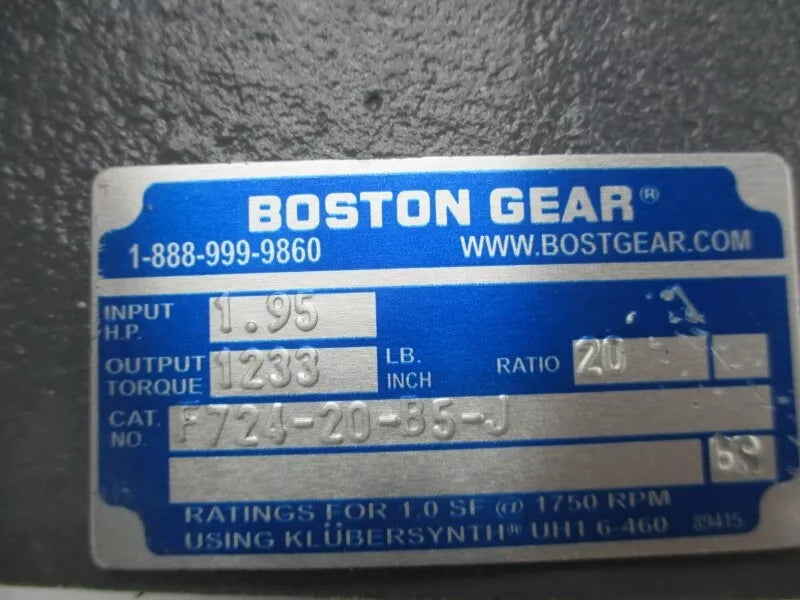 BOSTON GEAR®
1-888-999-9860 WWW.BOSTGEAR.COM
INPUT H.P. 1.95
OUTPUT TORQUE 1233 LB. INCH RATIO 20
CAT. NO. F724-20-B5-J
RATINGS FOR 1.0 SF @ 1750 RPM
USING KLÜBERSYNTH® UH1 6-460 89415